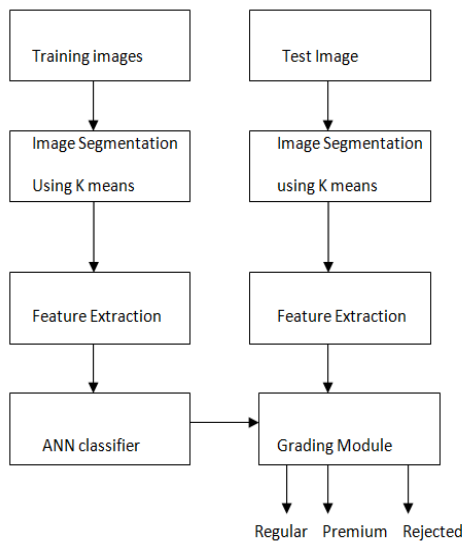 Training images
Test Image
Image Segmentation
Using K means
Image Segmentation
using K means
Feature Extraction
Feature Extraction
ANN classifier
Grading Module
Regular Premium Rejected